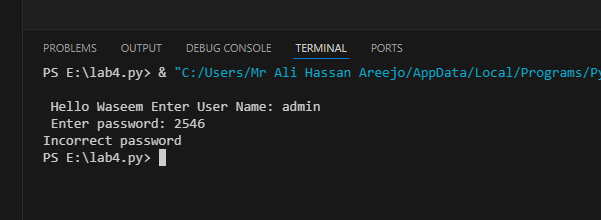 PROBLEMS OUTPUT DEBUG CONSOLE TERMINAL PORTS
PS E:\lab4.py> & "C:/Users/Mr Ali Hassan Areejo/AppData/Local/Programs/Py
Hello Waseem Enter User Name: admin
Enter password: 2546
Incorrect password
PS E:\lab4.py>